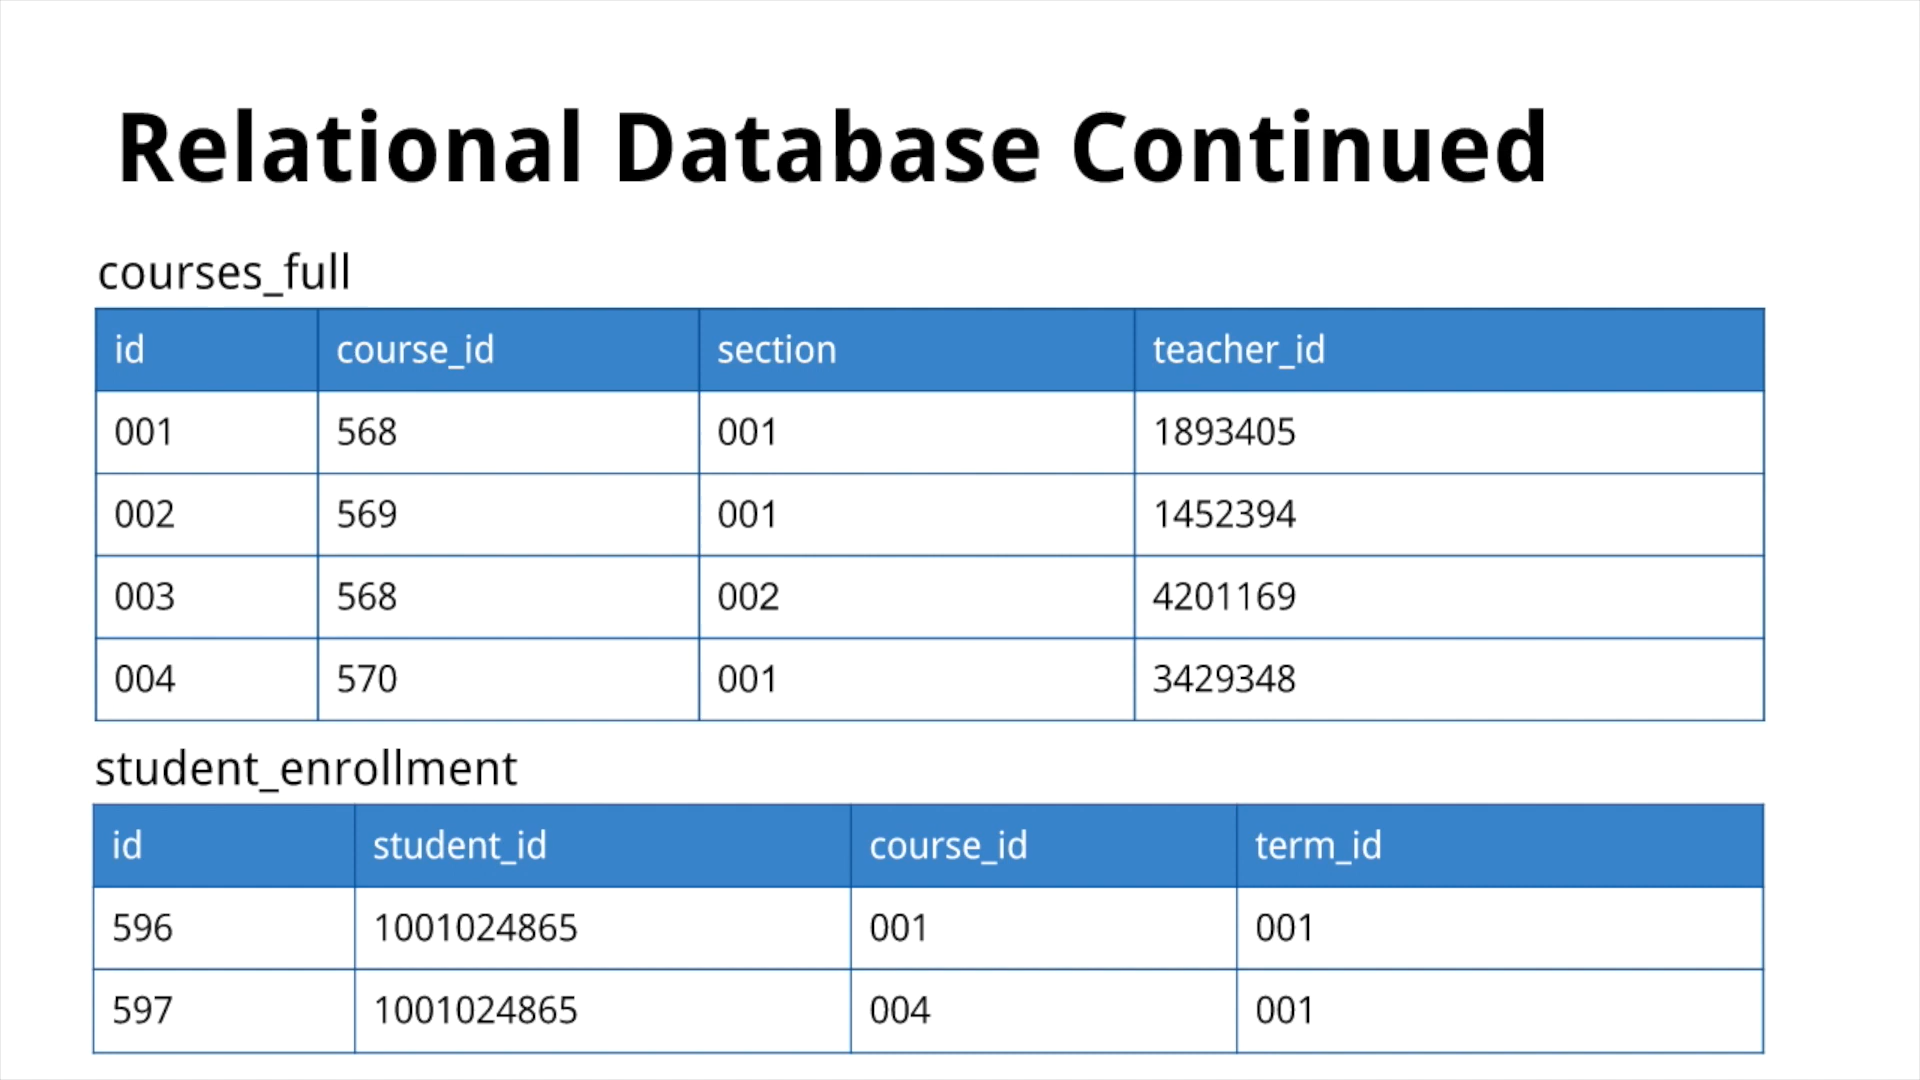 Relational Database Continued
courses_full
id course_id section teacher_id
001 568 001 1893405
002 569 001 1452394
003 568 002 4201169
004 570 001 3429348
student_enrollment
id student_id course_id term_id
596 1001024865 001 001
597 1001024865 004 001